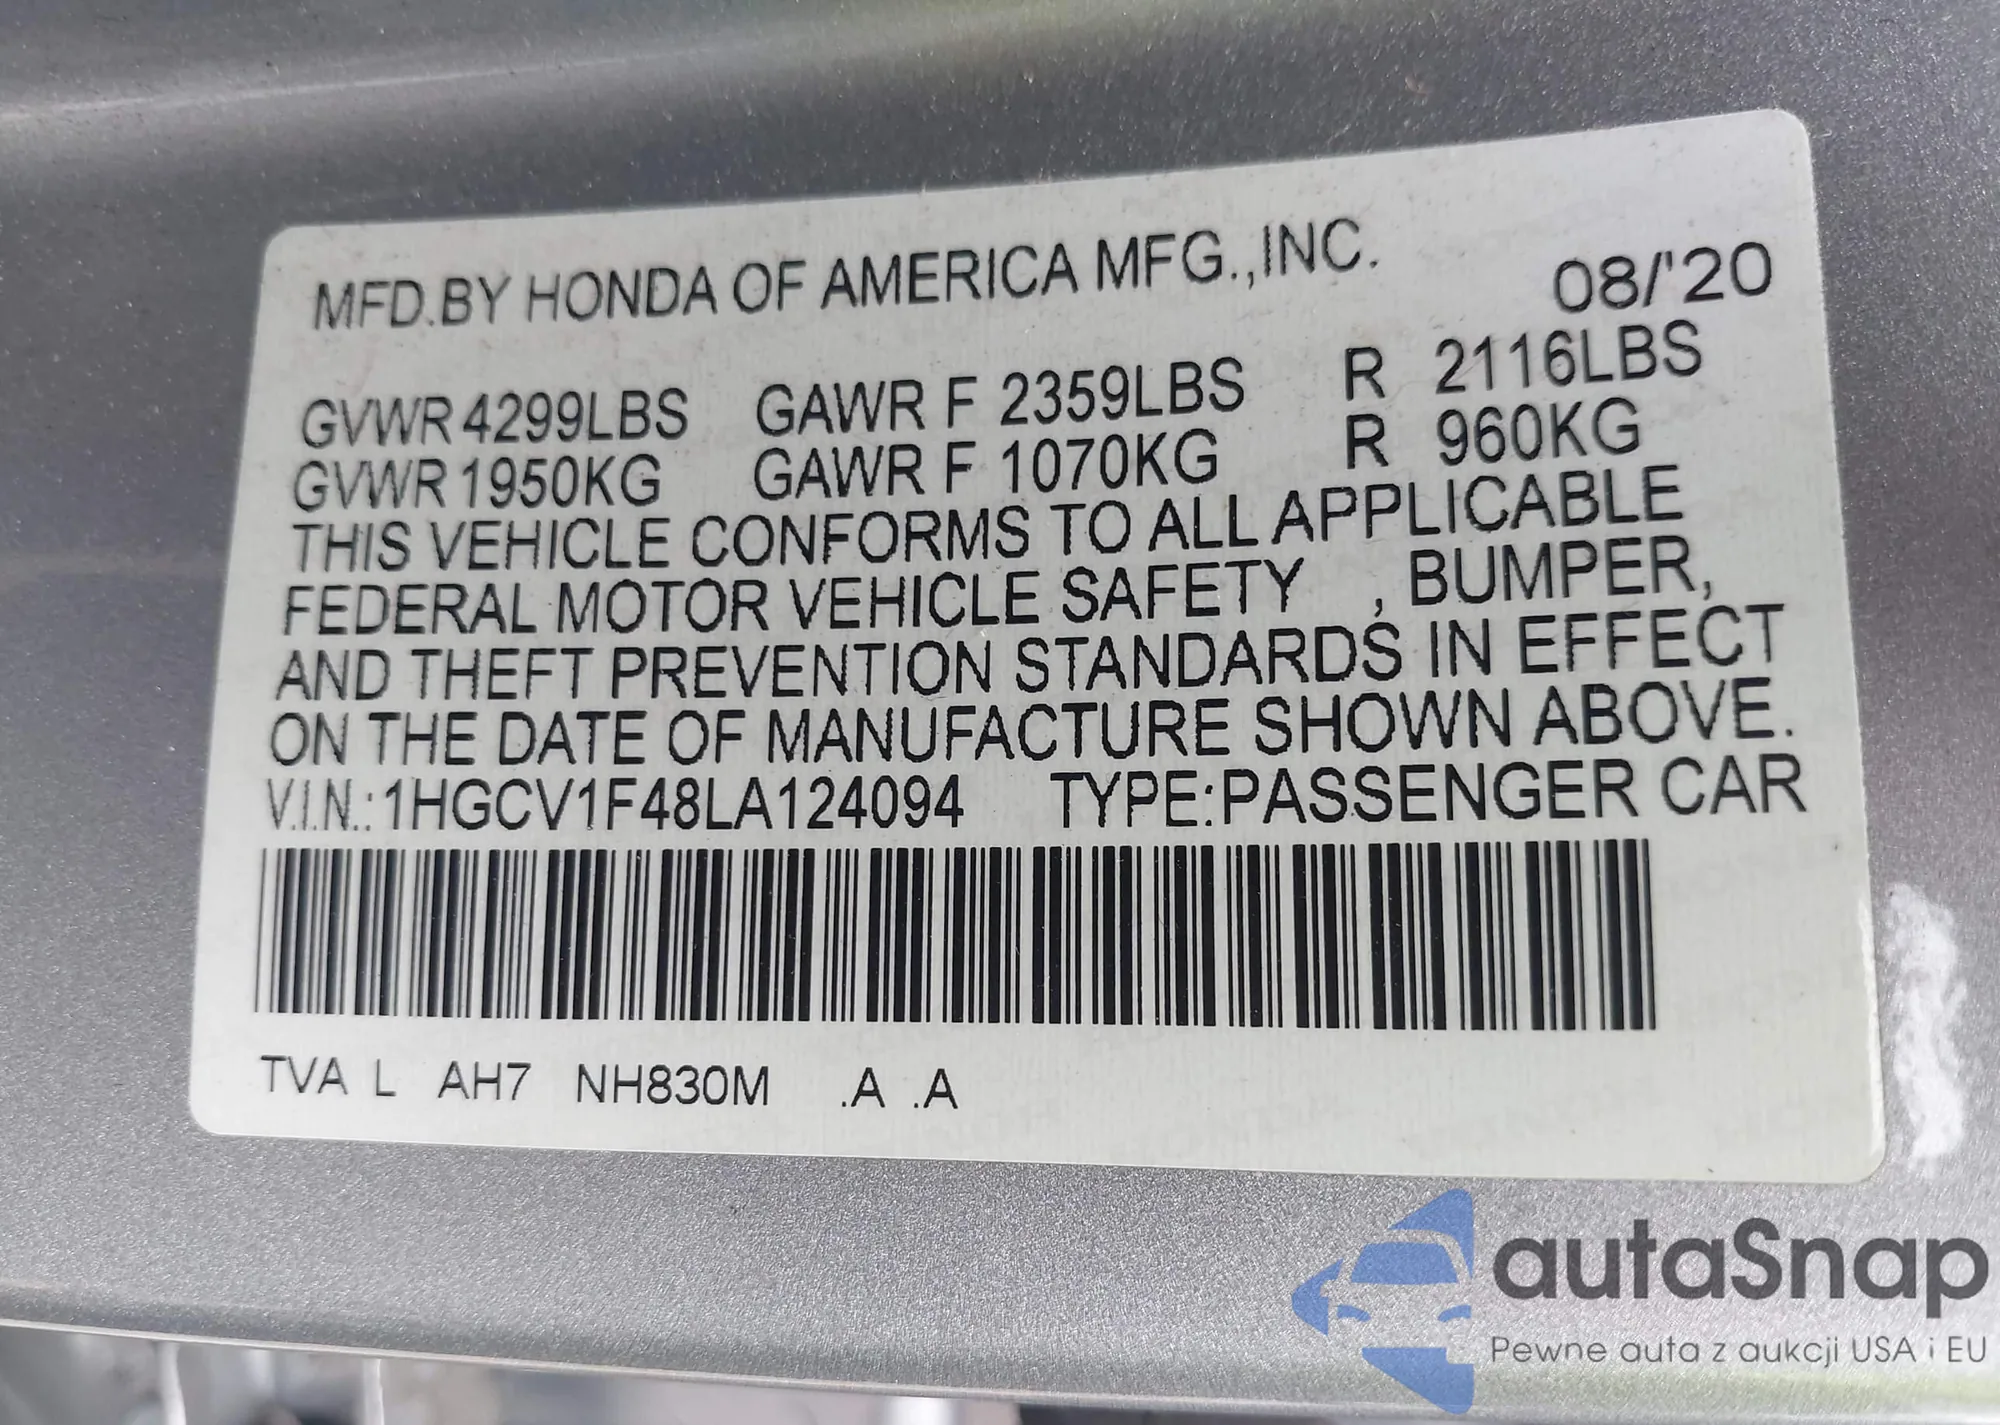 MFD.BY HONDA OF AMERICA MFG.,INC. 08/'20
GVWR 4299LBS GAWR F 2359LBS R 2116LBS
GVWR 1950KG GAWR F 1070KG R 960KG
THIS VEHICLE CONFORMS TO ALL APPLICABLE
FEDERAL MOTOR VEHICLE SAFETY , BUMPER,
AND THEFT PREVENTION STANDARDS IN EFFECT
ON THE DATE OF MANUFACTURE SHOWN ABOVE.
V.I.N.: 1HGCV1F48LA124094 TYPE:PASSENGER CAR
TVA L AH7 NH830M .A .A
autaSnap
Pewne auta z aukcji USA i EU